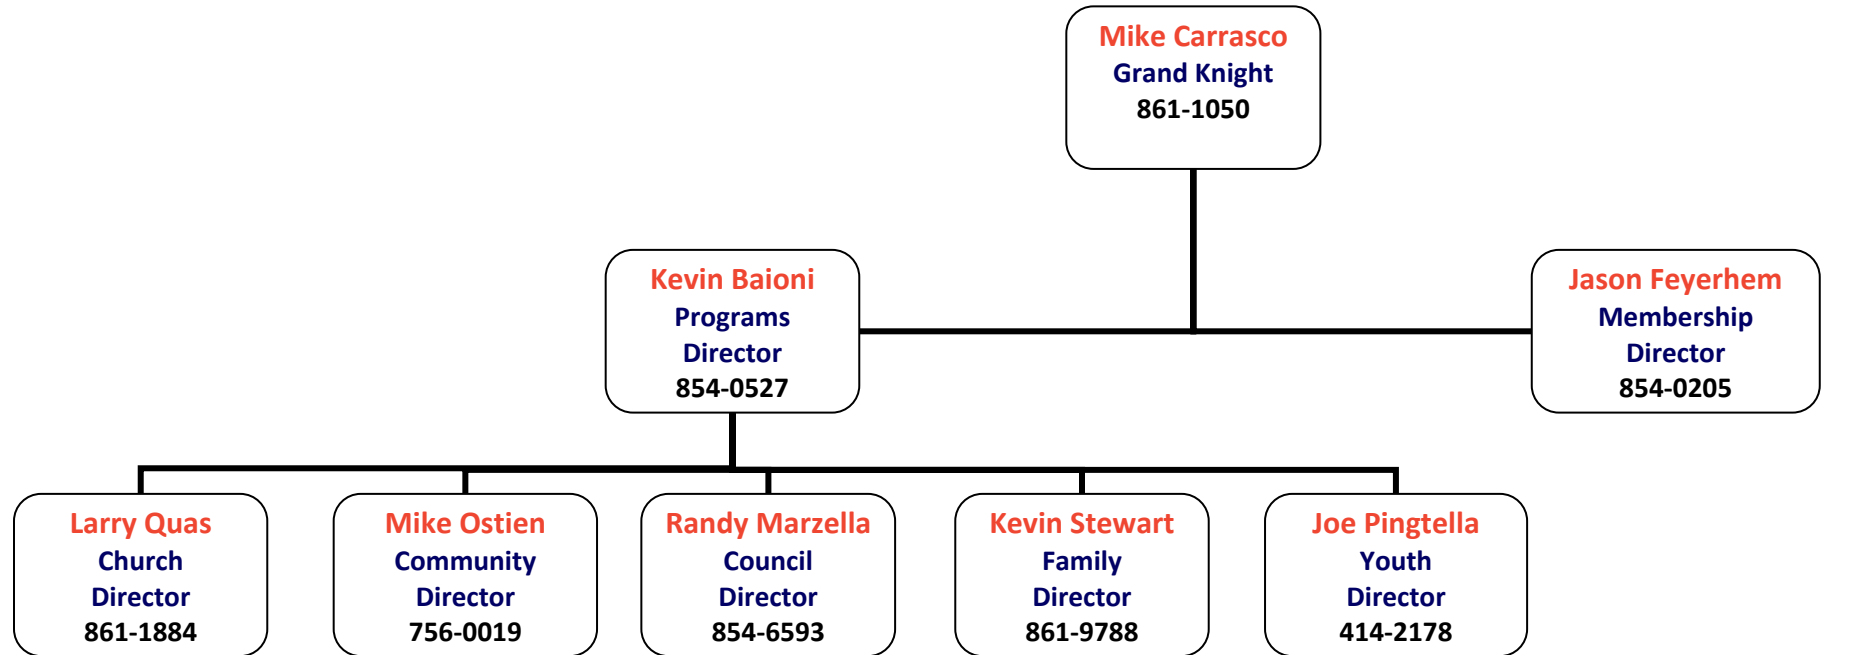 Mike Carrasco
Grand Knight
861-1050
Kevin Baioni
Programs
Director
854-0527
Jason Feyerhem
Membership
Director
854-0205
Larry Quas
Church
Director
861-1884
Mike Ostien
Community
Director
756-0019
Randy Marzella
Council
Director
854-6593
Kevin Stewart
Family
Director
861-9788
Joe Pingtella
Youth
Director
414-2178